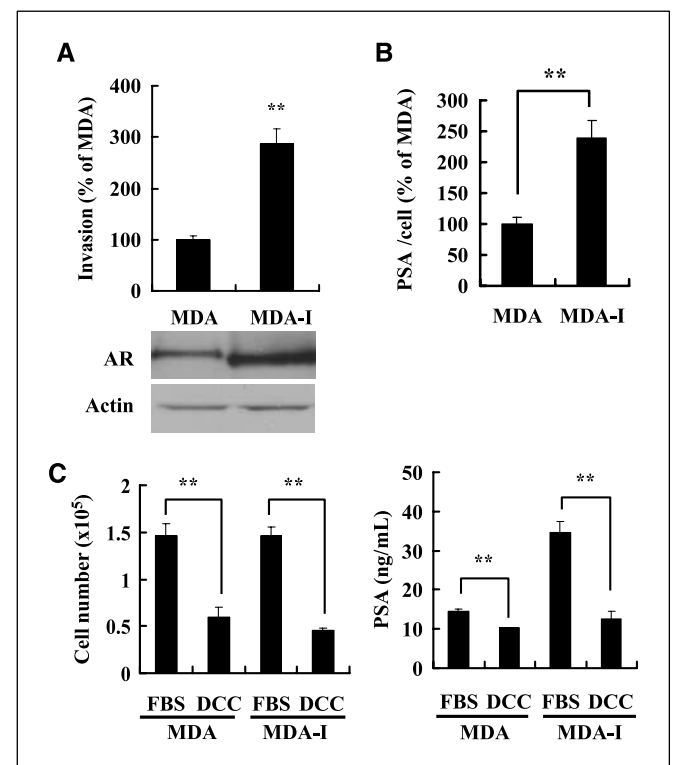 A
Invasion (% of MDA)
400
300
200
100
0
**
MDA MDA-I
AR
Actin
B
PSA /cell (% of MDA)
300
250
200
150
100
50
0
**
MDA MDA-I
C
Cell number (x10⁵)
2
1.5
1
0.5
0
** **
FBS DCC FBS DCC
MDA MDA-I
PSA (ng/mL)
50
40
30
20
10
0
** **
FBS DCC FBS DCC
MDA MDA-I